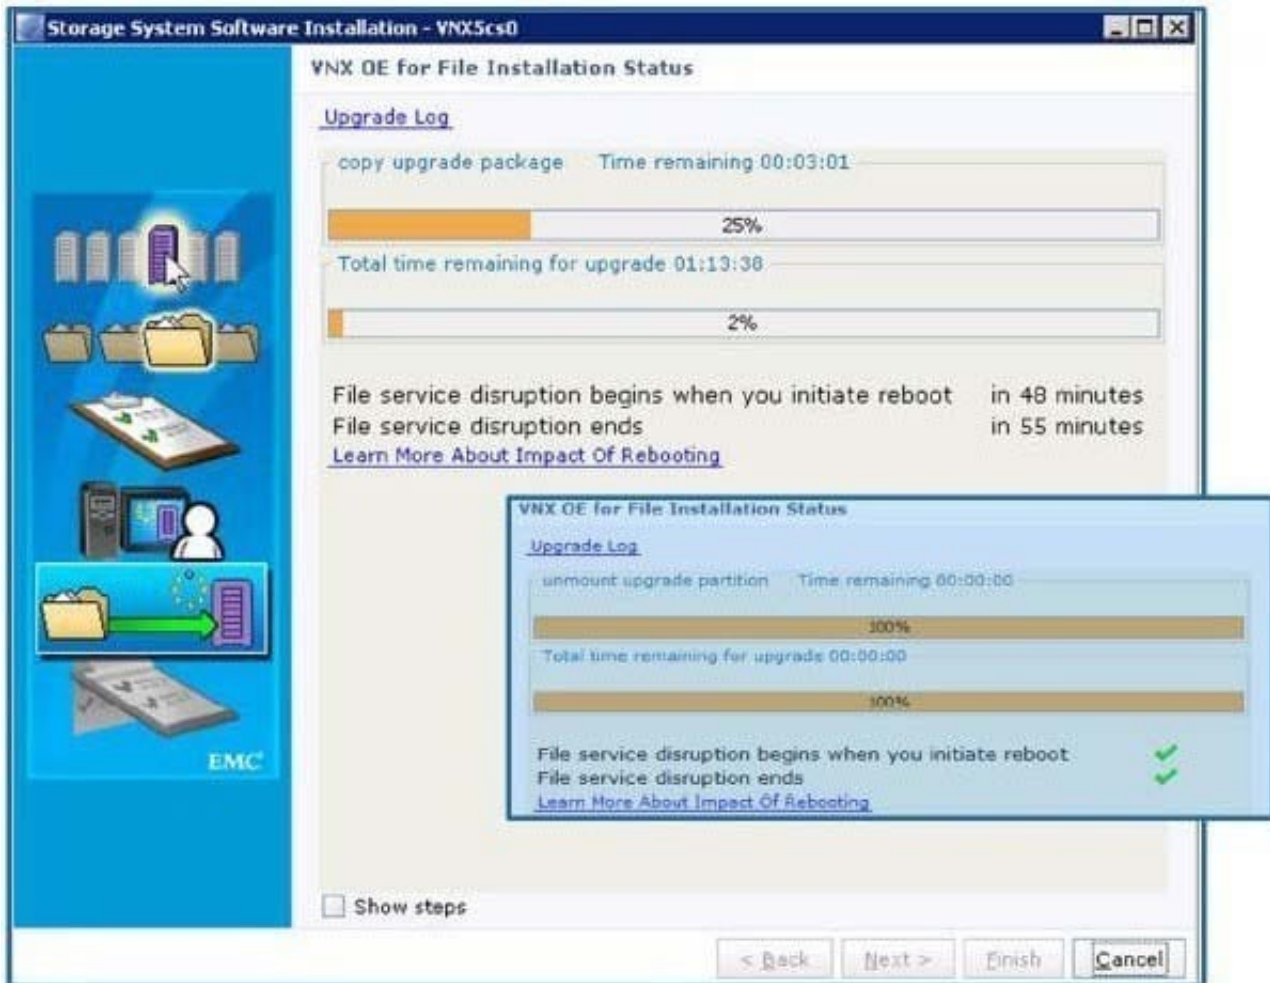 Storage System Software Installation - VNX5cs0
VNX OE for File Installation Status
Upgrade Log
copy upgrade package Time remaining 00:03:01
25%
Total time remaining for upgrade 01:13:38
2%
File service disruption begins when you initiate reboot in 48 minutes
File service disruption ends in 55 minutes
Learn More About Impact Of Rebooting
VNX OE for File Installation Status
Upgrade Log
unmount upgrade partition Time remaining 00:00:00
100%
Total time remaining for upgrade 00:00:00
100%
File service disruption begins when you initiate reboot
File service disruption ends
Learn More About Impact Of Rebooting
EMC
Show steps
< Back Next > Finish Cancel